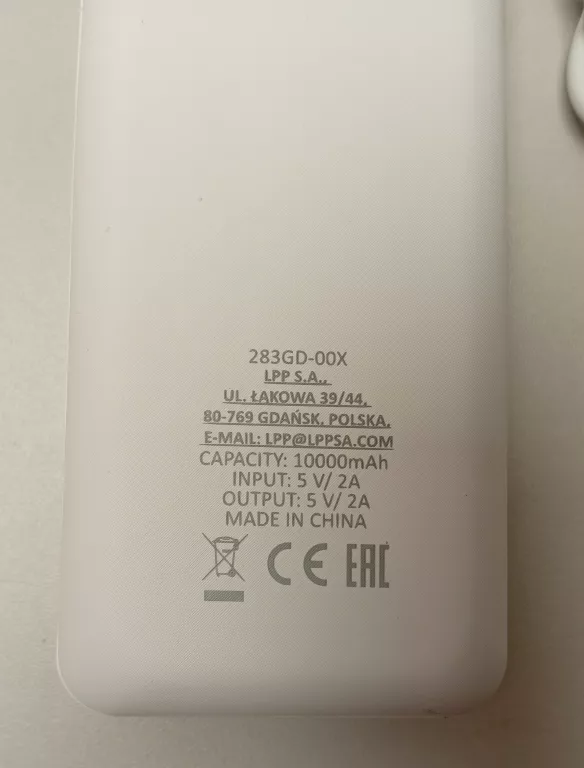 283GD-00X
LPP S.A.,
UL. ŁĄKOWA 39/44,
80-769 GDAŃSK, POLSKA,
E-MAIL: LPP@LPPSA.COM
CAPACITY: 10000mAh
INPUT: 5 V/ 2A
OUTPUT: 5 V/ 2A
MADE IN CHINA
CE EAC